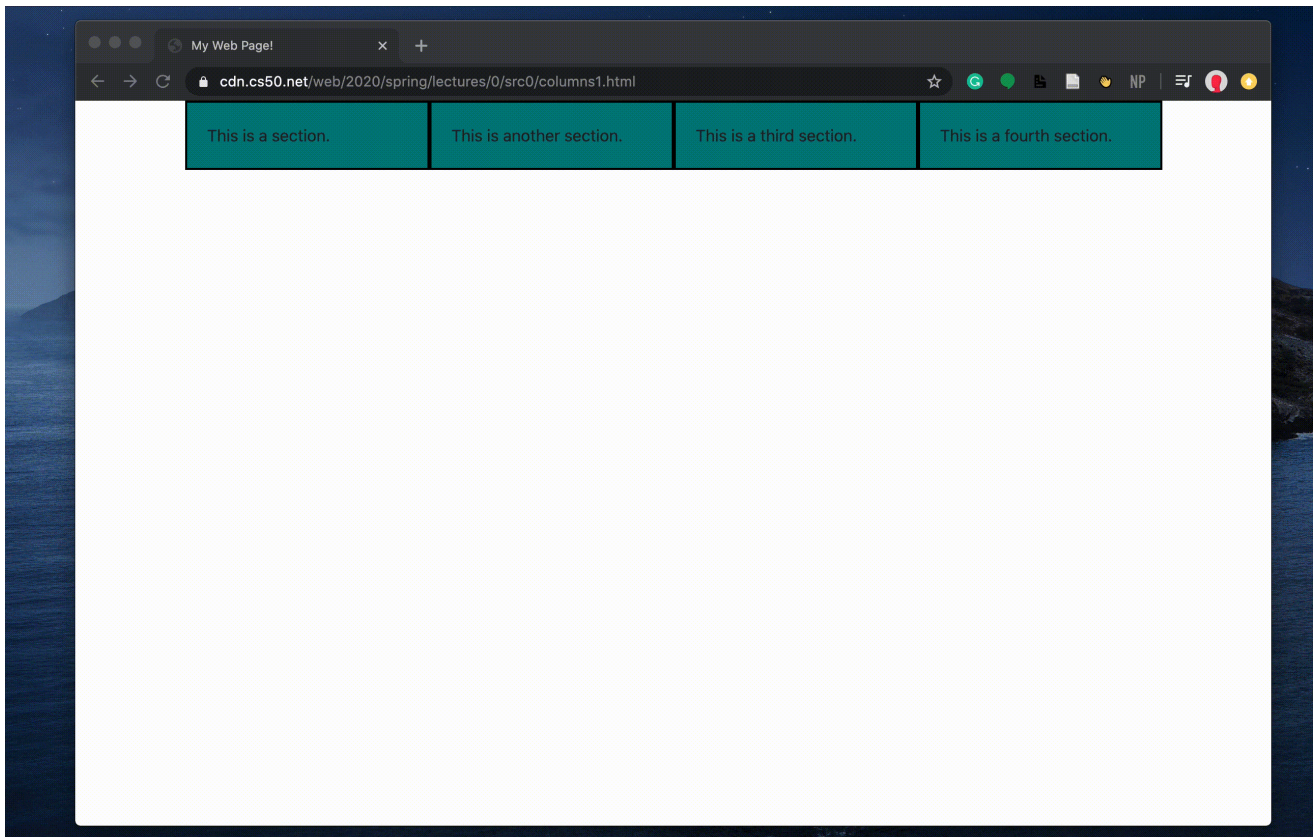 My Web Page!
cdn.cs50.net/web/2020/spring/lectures/0/src0/columns1.html
NP
This is a section.
This is another section.
This is a third section.
This is a fourth section.